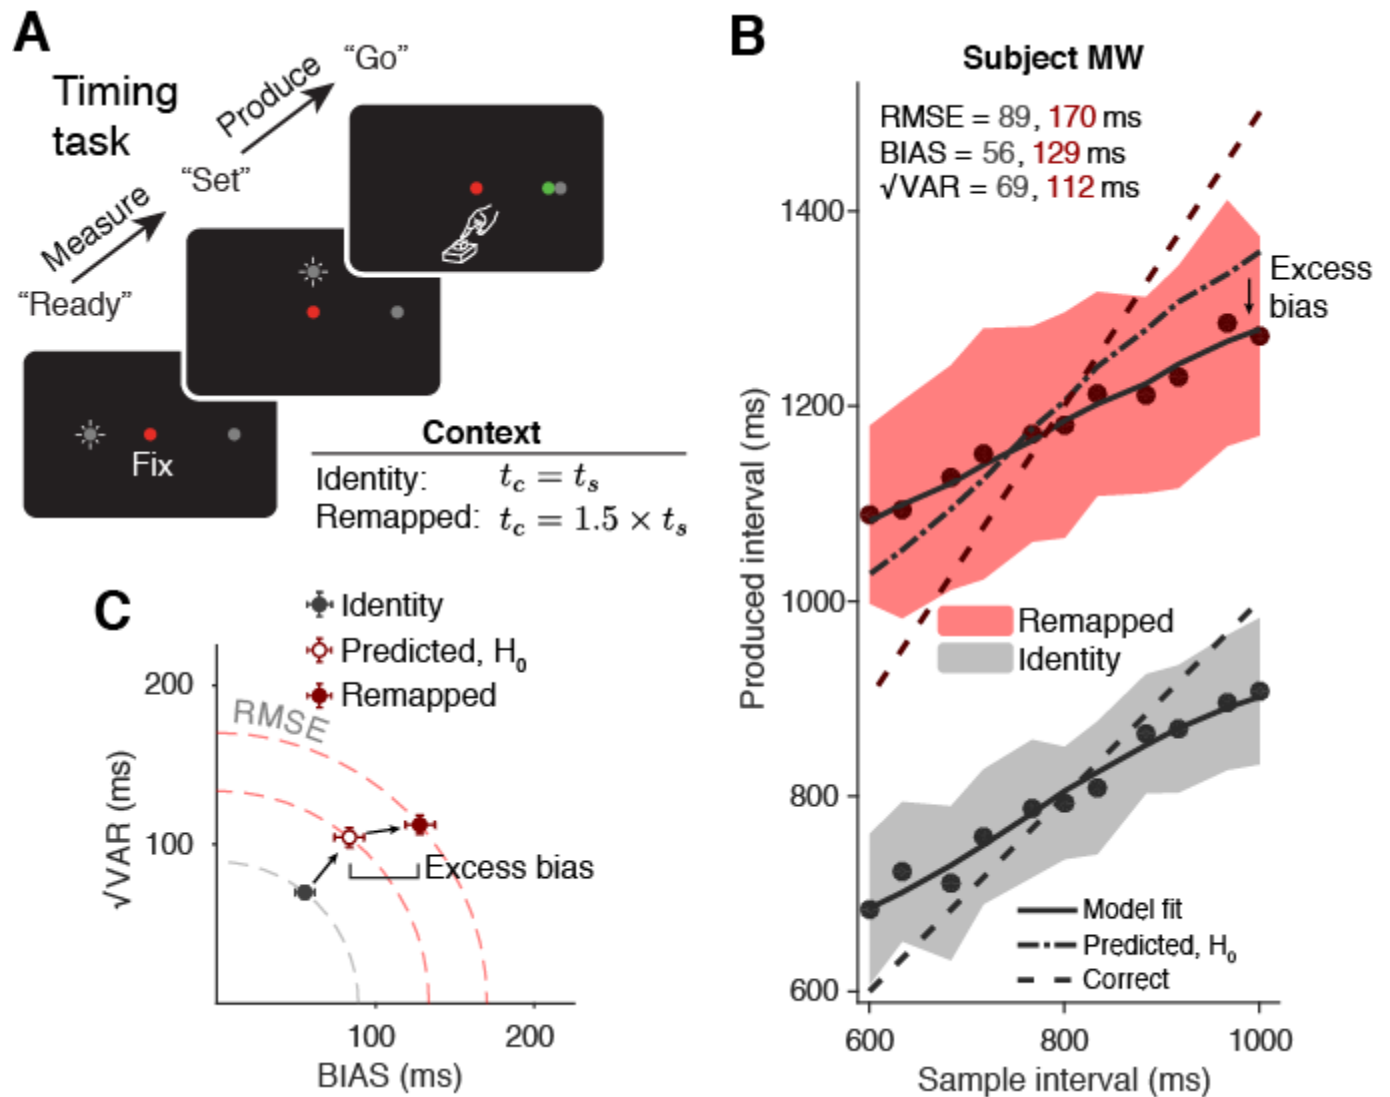 A
Timing
task
"Ready"
Measure
"Set"
Produce
"Go"
Fix
Context
Identity: t_c = t_s
Remapped: t_c = 1.5 × t_s
B
Subject MW
RMSE = 89, 170 ms
BIAS = 56, 129 ms
√VAR = 69, 112 ms
Excess
bias
Remapped
Identity
Model fit
Predicted, H₀
Correct
1400
1200
1000
800
600
Produced interval (ms)
600 800 1000
Sample interval (ms)
C
Identity
Predicted, H₀
Remapped
RMSE
Excess bias
200
100
√VAR (ms)
100 200
BIAS (ms)